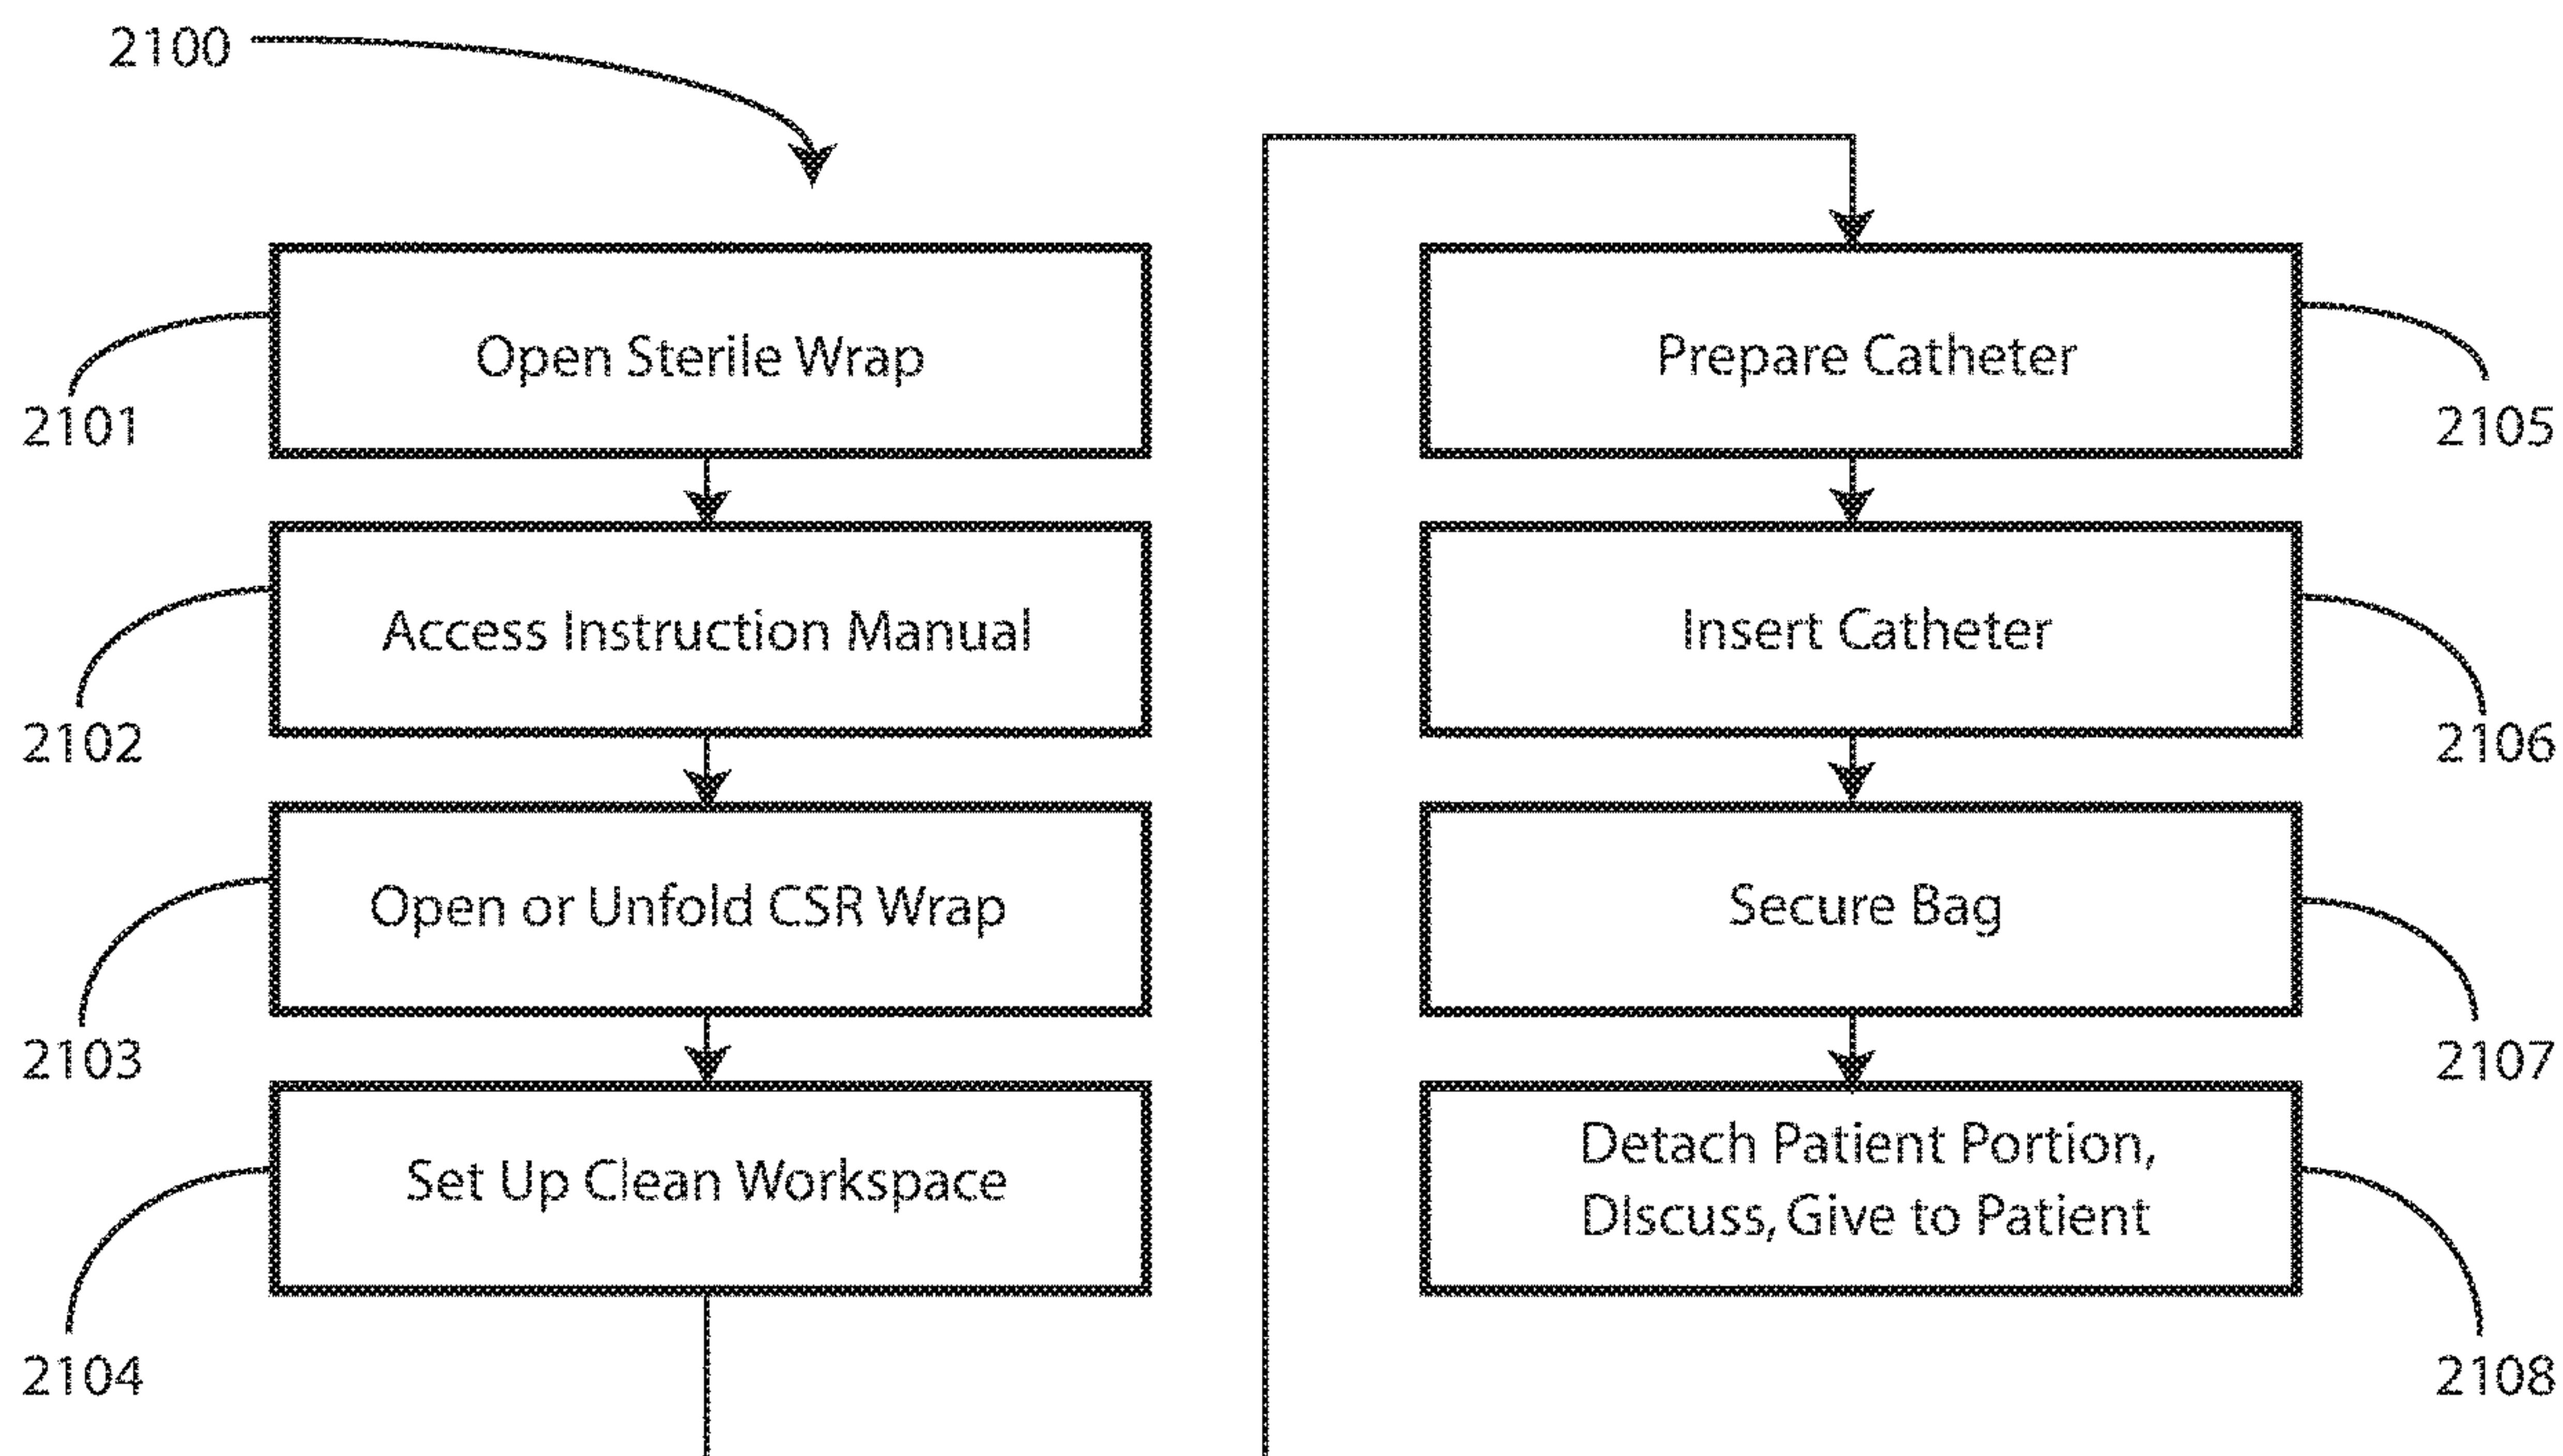 2100
Open Sterile Wrap
2101
Access Instruction Manual
2102
Open or Unfold CSR Wrap
2103
Set Up Clean Workspace
2104
Prepare Catheter
2105
Insert Catheter
2106
Secure Bag
2107
Detach Patient Portion,
DIscuss, Give to Patient
2108